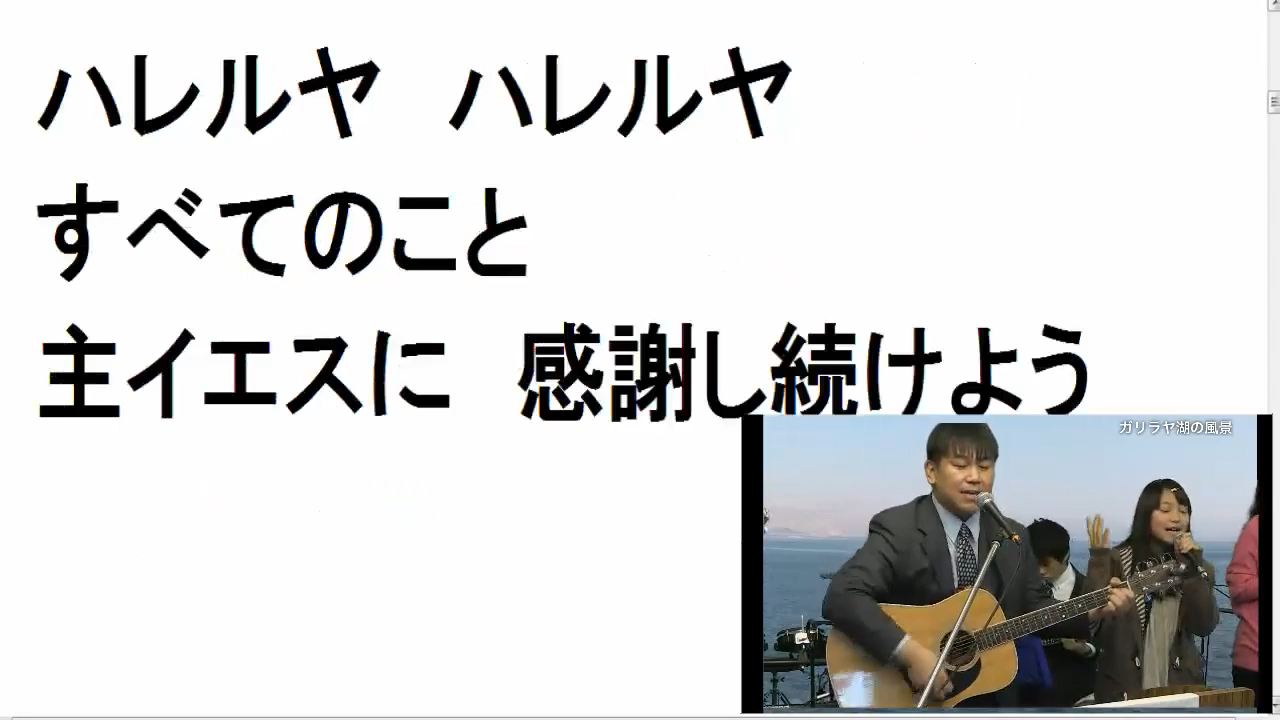 ハレルヤ　ハレルヤ
すべてのこと
主イエスに　感謝し続けよう
ガリラヤ湖の風景